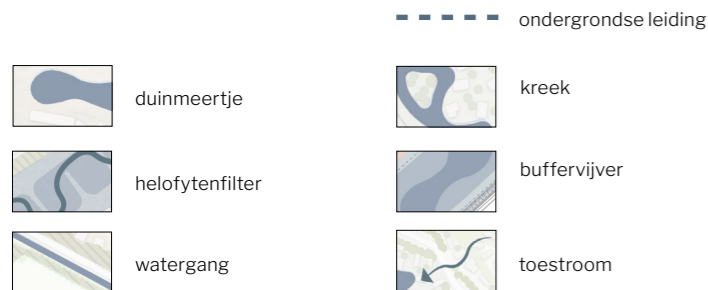 ondergrondse leiding
duinmeertje
kreek
helofytenfilter
buffervijver
watergang
toestroom